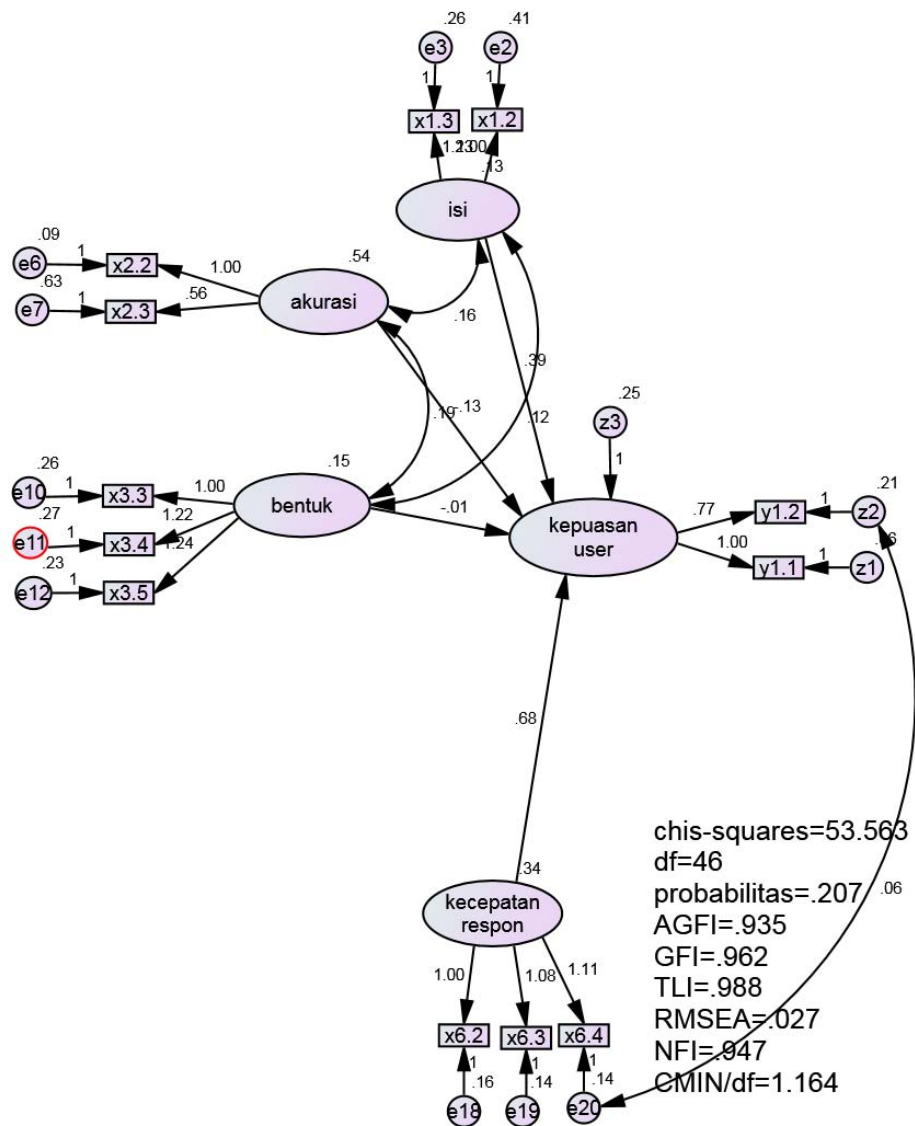 .26
.41
e3
e2
1
1
x1.3
x1.2
1.00
.13
isi
.09
.54
e6
1
x2.2
1.00
akurasi
.63
e7
1
x2.3
.56
.16
.39
.19
-.13
.12
.25
z3
1
.26
.15
e10
1
x3.3
1.00
bentuk
-.01
kepuasan
user
.77
y1.2
1
z2
.21
.27
e11
1
x3.4
1.22
1.24
1.00
y1.1
1
z1
.23
e12
1
x3.5
.68
chis-squares=53.563
df=46
probabilitas=.207
.06
AGFI=.935
GFI=.962
TLI=.988
RMSEA=.027
NFI=.947
CMIN/df=1.164
.34
kecepatan
respon
1.00
1.08
1.11
x6.2
x6.3
x6.4
1
1
1
.16
.14
.14
e18
e19
e20